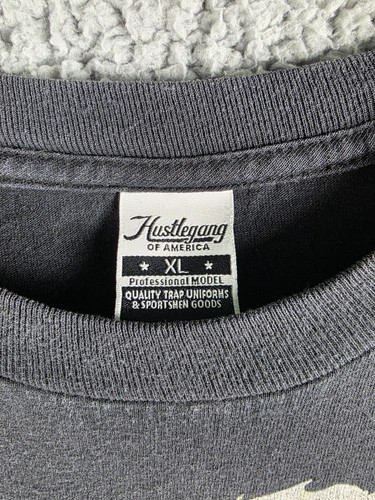 Hustlegang
OF AMERICA
★ XL ★
Professional MODEL
QUALITY TRAP UNIFORMS
& SPORTSMEN GOODS